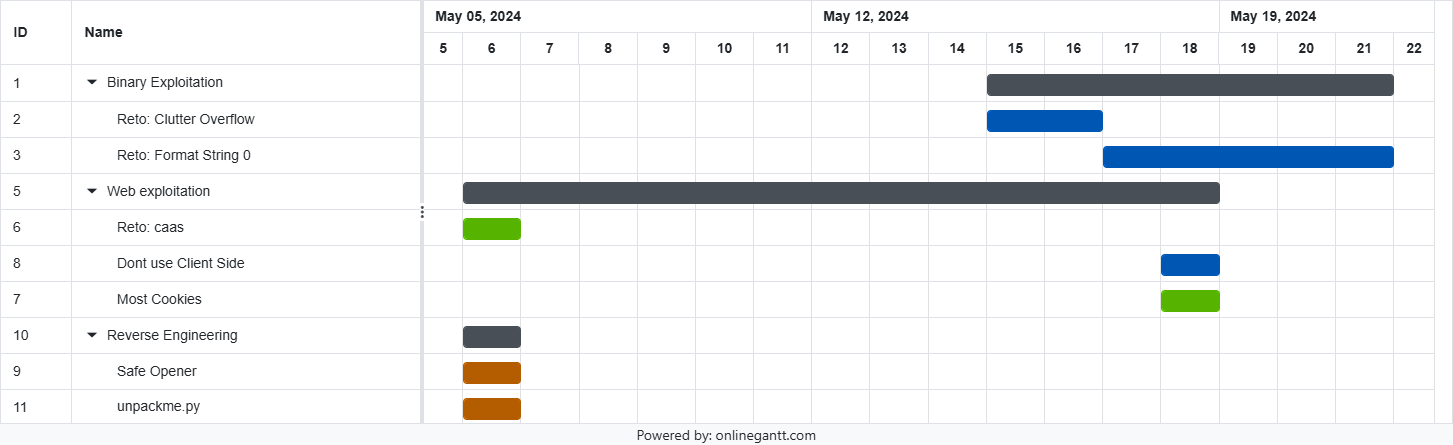 ID Name May 05, 2024 May 12, 2024 May 19, 2024
5 6 7 8 9 10 11 12 13 14 15 16 17 18 19 20 21 22
1 Binary Exploitation
2 Reto: Clutter Overflow
3 Reto: Format String 0
5 Web exploitation
6 Reto: caas
8 Dont use Client Side
7 Most Cookies
10 Reverse Engineering
9 Safe Opener
11 unpackme.py
Powered by: onlinegantt.com